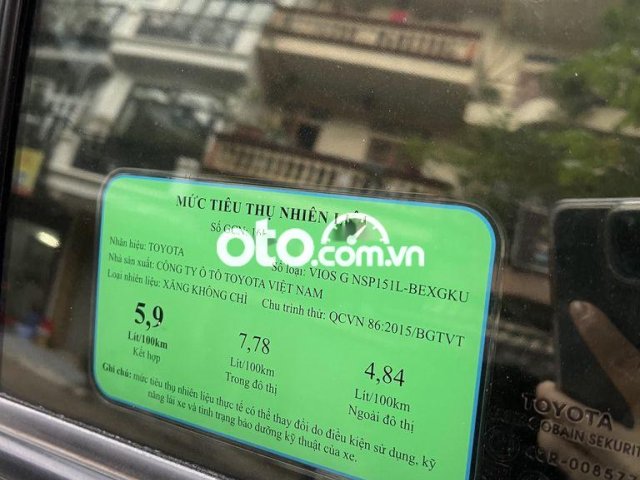 MỨC TIÊU THỤ NHIÊN LIỆU
Số GCN:
oto.com.vn
Nhãn hiệu: TOYOTA
Số loại: VIOS G NSP151L-BEXGKU
Nhà sản xuất: CÔNG TY Ô TÔ TOYOTA VIỆT NAM
Loại nhiên liệu: XĂNG KHÔNG CHÌ
Chu trình thử: QCVN 86:2015/BGTVT
5,9
Lít/100km
Kết hợp
7,78
Lít/100km
Trong đô thị
4,84
Lít/100km
Ngoài đô thị
Ghi chú: mức tiêu thụ nhiên liệu thực tế có thể thay đổi do điều kiện sử dụng, kỹ
năng lái xe và tình trạng bảo dưỡng kỹ thuật của xe.
TOYOTA